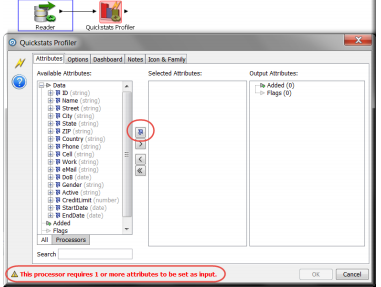 Reader
Quickstats Profiler
Quickstats Profiler
Attributes Options Dashboard Notes Icon & Family
Available Attributes:
Selected Attributes:
Output Attributes:
Data
ID (string)
Name (string)
Street (string)
City (string)
State (string)
ZIP (string)
Country (string)
Phone (string)
Cell (string)
Work (string)
eMail (string)
DoB (date)
Gender (string)
Active (string)
CreditLimit (number)
StartDate (date)
EndDate (date)
Added
Flags
Added (0)
Flags (0)
All Processors
Search
This processor requires 1 or more attributes to be set as input.
OK
Cancel